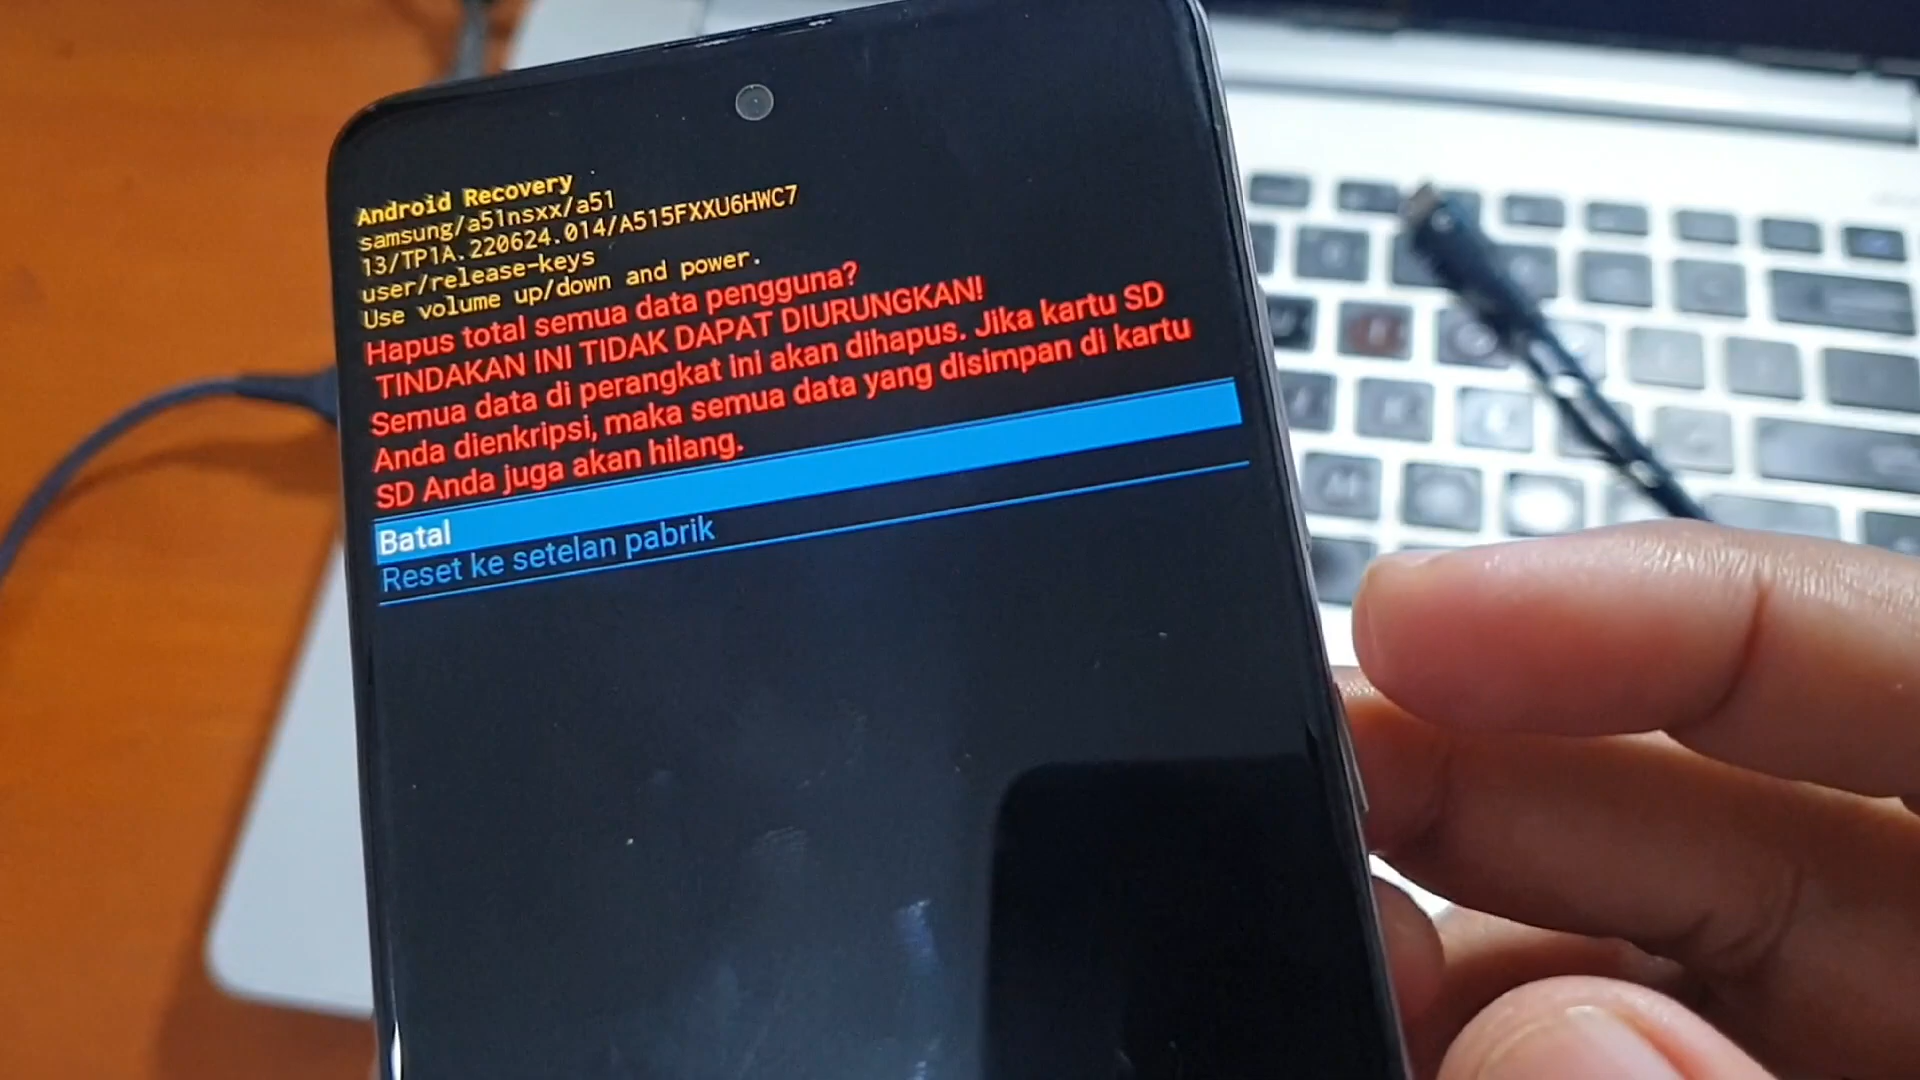 Android Recovery
samsung/a51nsxx/a51
13/TP1A.220624.014/A515FXXU6HWC7
user/release-keys
Use volume up/down and power.
Hapus total semua data pengguna?
TINDAKAN INI TIDAK DAPAT DIURUNGKAN!
Semua data di perangkat ini akan dihapus. Jika kartu SD
Anda dienkripsi, maka semua data yang disimpan di kartu
SD Anda juga akan hilang.
Batal
Reset ke setelan pabrik